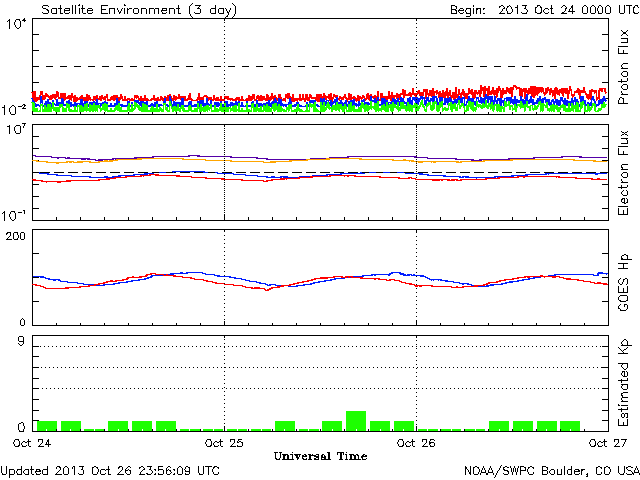 Satellite Environment (3 day) Begin: 2013 Oct 24 0000 UTC
10⁴
Proton Flux
10⁻²
10⁷
Electron Flux
10⁻¹
200
GOES Hp
0
9
Estimated Kp
0
Oct 24 Oct 25 Oct 26 Oct 27
Universal Time
Updated 2013 Oct 26 23:56:09 UTC NOAA/SWPC Boulder, CO USA